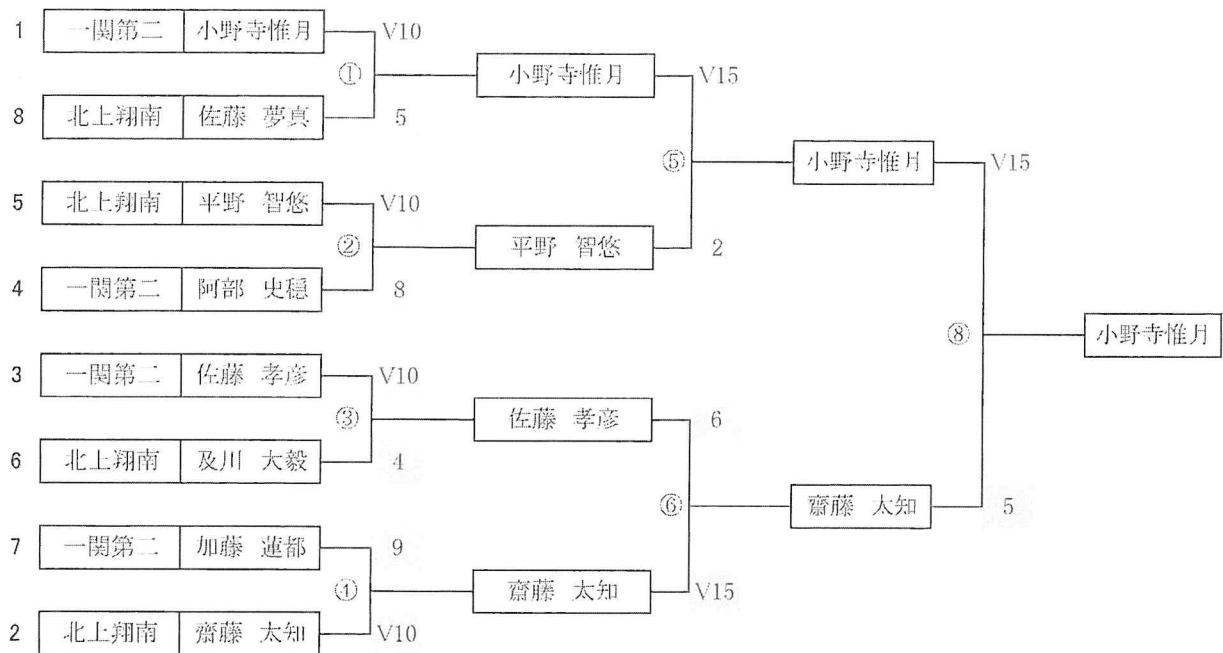 1 一関第二 小野寺惟月 V10
① 小野寺惟月 V15
8 北上翔南 佐藤 夢真 5
⑤ 小野寺惟月 V15
5 北上翔南 平野 智悠 V10
② 平野 智悠 2
4 一関第二 阿部 史穏 8
⑧ 小野寺惟月
3 一関第二 佐藤 孝彦 V10
③ 佐藤 孝彦 6
6 北上翔南 及川 大毅 4
⑥ 齋藤 太知 5
7 一関第二 加藤 蓮都 9
④ 齋藤 太知 V15
2 北上翔南 齋藤 太知 V10